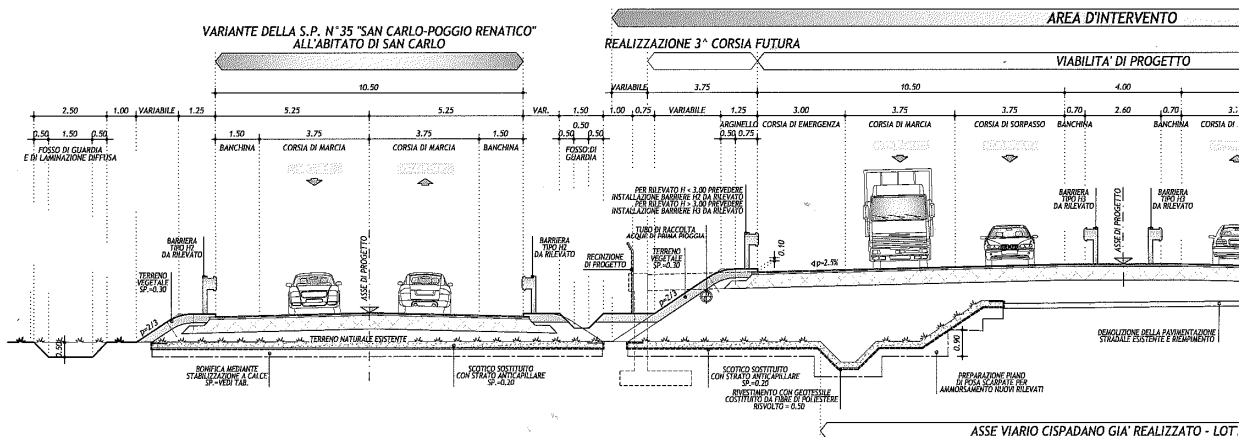 AREA D'INTERVENTO
VARIANTE DELLA S.P. N°35 "SAN CARLO-POGGIO RENATICO"
ALL'ABITATO DI SAN CARLO
REALIZZAZIONE 3^ CORSIA FUTURA
VIABILITA' DI PROGETTO
10.50
VARIABILE
3.75
10.50
4.00
2.50
1.00
VARIABILE
1.25
5.25
5.25
VAR.
1.50
1.00
0.75
VARIABILE
1.25
3.00
3.75
3.75
0.70
2.60
0.70
0.50
1.50
0.50
1.50
3.75
3.75
1.50
0.50
0.50
0.50
ARGINELLO
0.50
0.75
FOSSO DI GUARDIA
E DI LAMINAZIONE DIFFUSA
BANCHINA
CORSIA DI MARCIA
CORSIA DI MARCIA
BANCHINA
FOSSO DI
GUARDIA
CORSIA DI EMERGENZA
CORSIA DI MARCIA
CORSIA DI SORPASSO
BANCHINA
BANCHINA
CORSIA DI
PER RILEVATO H < 3.00 PREVEDERE
INSTALLAZIONE BARRIERE H2 DA RILEVATO
PER RILEVATO H > 3.00 PREVEDERE
INSTALLAZIONE BARRIERE H3 DA RILEVATO
BARRIERA
TIPO H3
DA RILEVATO
BARRIERA
TIPO H3
DA RILEVATO
ASSE DI PROGETTO
TUBO DI RACCOLTA
ACQUE DI PRIMA PIOGGIA
BARRIERA
TIPO H2
DA RILEVATO
ASSE DI PROGETTO
BARRIERA
TIPO H2
DA RILEVATO
RECINZIONE
DI PROGETTO
TERRENO
VEGETALE
SP.=0.30
0.10
p=2.5%
TERRENO
VEGETALE
SP.=0.30
p=2/3
p=2/3
0.50
TERRENO NATURALE ESISTENTE
0.90
DEMOLIZIONE DELLA PAVIMENTAZIONE
STRADALE ESISTENTE E RIEMPIMENTO
BONIFICA MEDIANTE
STABILIZZAZIONE A CALCE
SP.=VEDI TAB.
SCOTICO SOSTITUITO
CON STRATO ANTICAPILLARE
SP.=0.20
SCOTICO SOSTITUITO
CON STRATO ANTICAPILLARE
SP.=0.20
RIVESTIMENTO CON GEOTESSILE
COSTITUITO DA FIBRE DI POLIESTERE
RISVOLTO = 0.50
PREPARAZIONE PIANO
DI POSA SCARPATE PER
AMMORSAMENTO NUOVI RILEVATI
ASSE VIARIO CISPADANO GIA' REALIZZATO - LOTT